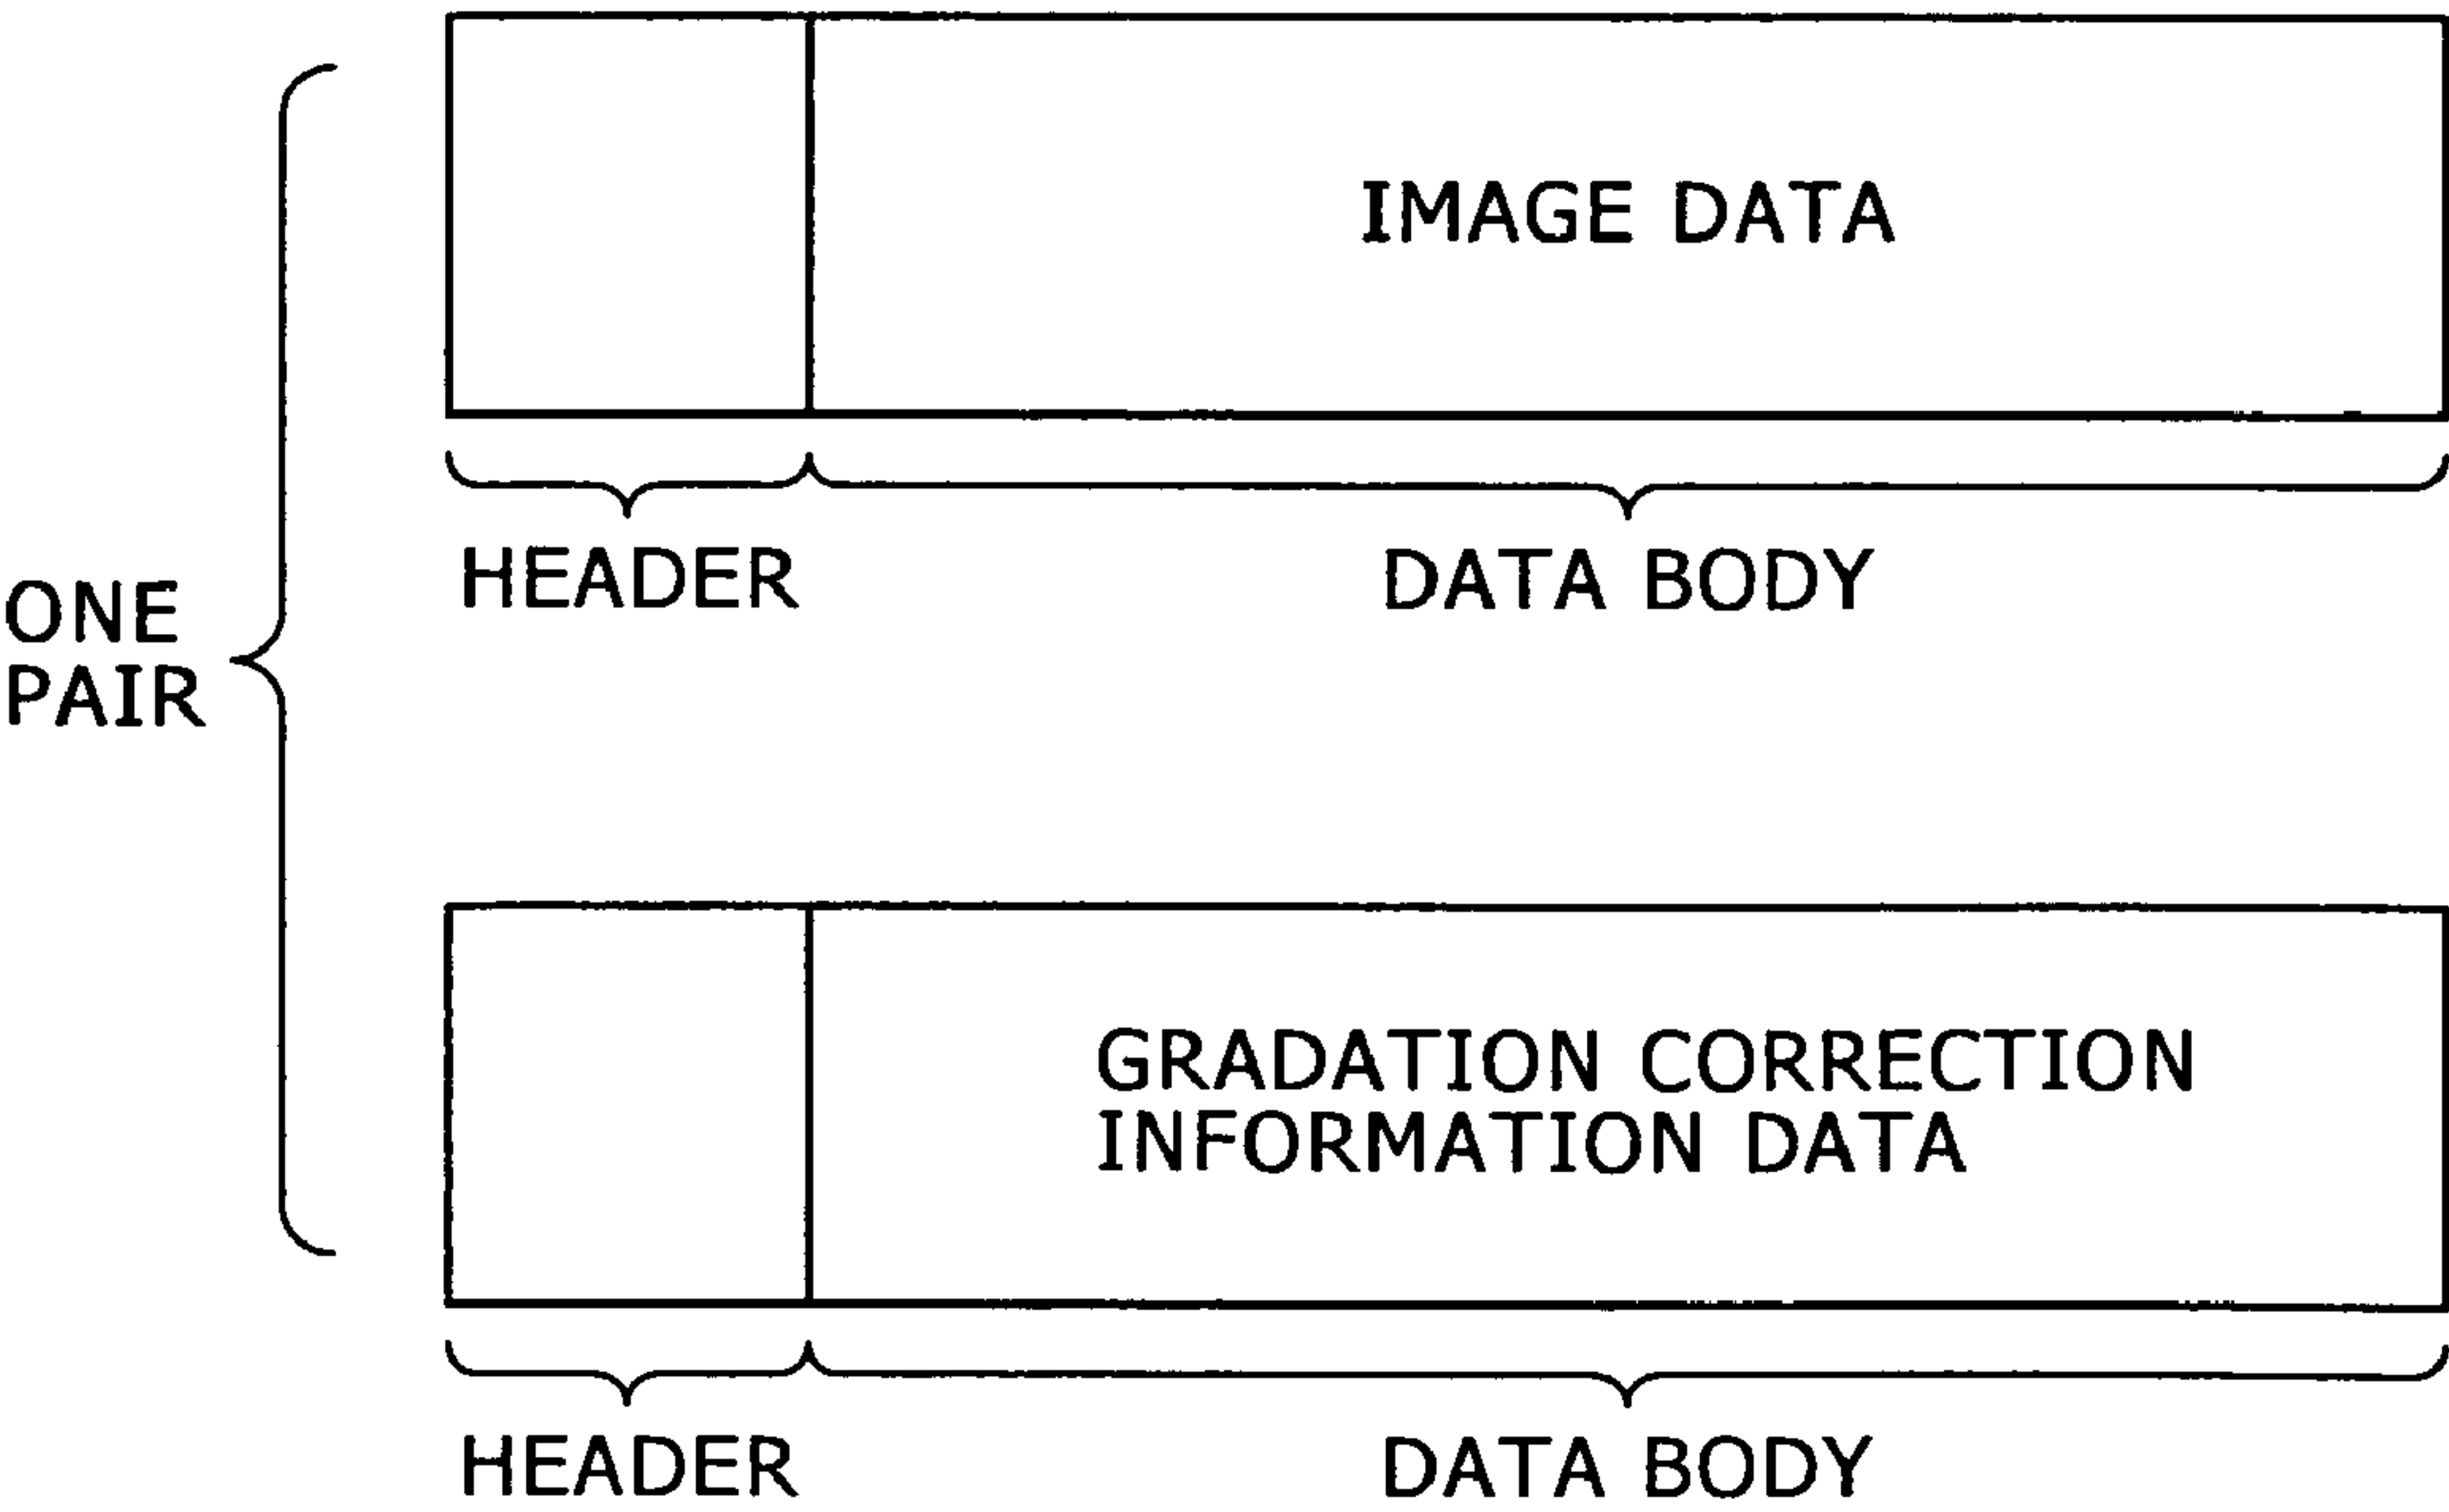 IMAGE DATA
HEADER
DATA BODY
ONE
PAIR
GRADATION CORRECTION
INFORMATION DATA
HEADER
DATA BODY